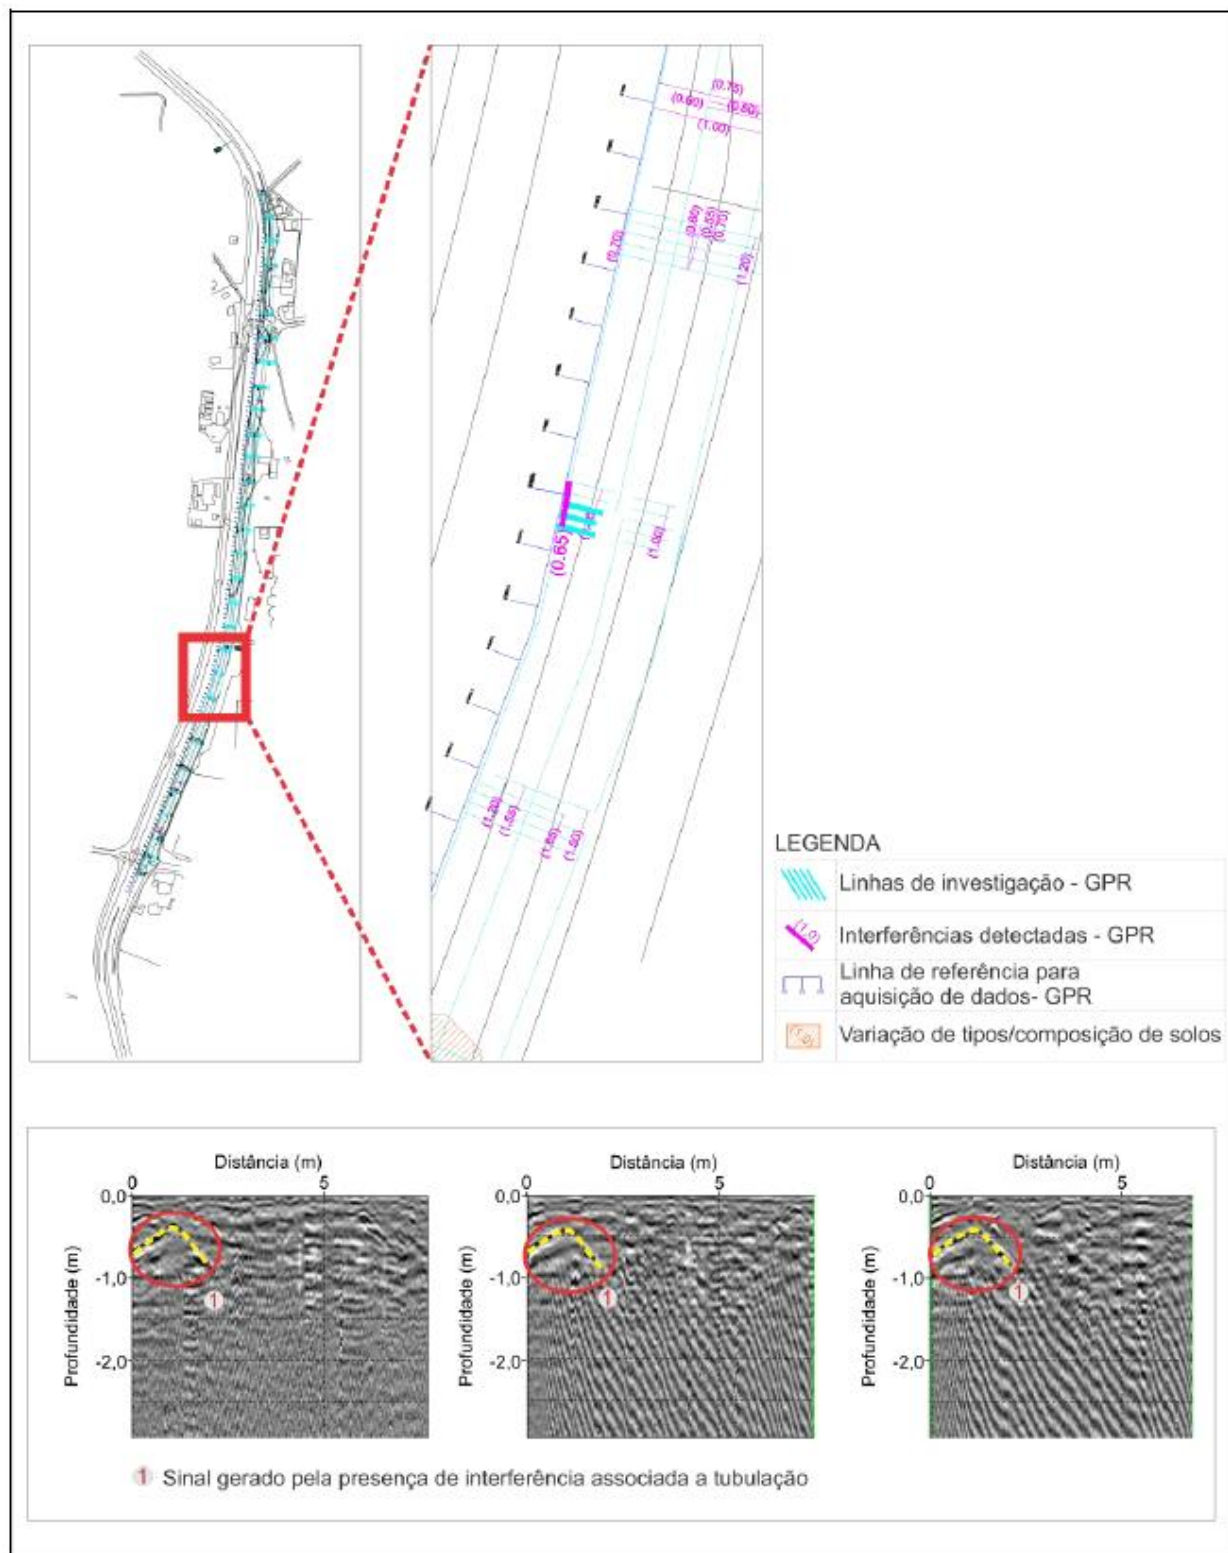 (0.75)
(0.60)
(0.50)
(1.00)
(0.60)
(0.55)
(0.70)
(0.70)
(1.20)
(0.65)
(1.00)
(1.20)
(1.55)
(1.65)
(1.50)
LEGENDA
Linhas de investigação - GPR
(1.0)
Interferências detectadas - GPR
Linha de referência para
aquisição de dados- GPR
Variação de tipos/composição de solos
Distância (m)
0
5
0,0
-1,0
-2,0
Profundidade (m)
1
Distância (m)
0
5
0,0
-1,0
-2,0
Profundidade (m)
1
Distância (m)
0
5
0,0
-1,0
-2,0
Profundidade (m)
1
1 Sinal gerado pela presença de interferência associada a tubulação